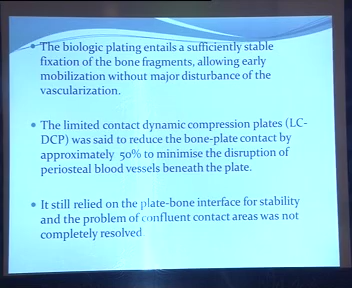 • The biologic plating entails a sufficiently stable
fixation of the bone fragments, allowing early
mobilization without major disturbance of the
vascularization.
• The limited contact dynamic compression plates (LC-
DCP) was said to reduce the bone-plate contact by
approximately 50% to minimise the disruption of
periosteal blood vessels beneath the plate.
• It still relied on the plate-bone interface for stability
and the problem of confluent contact areas was not
completely resolved